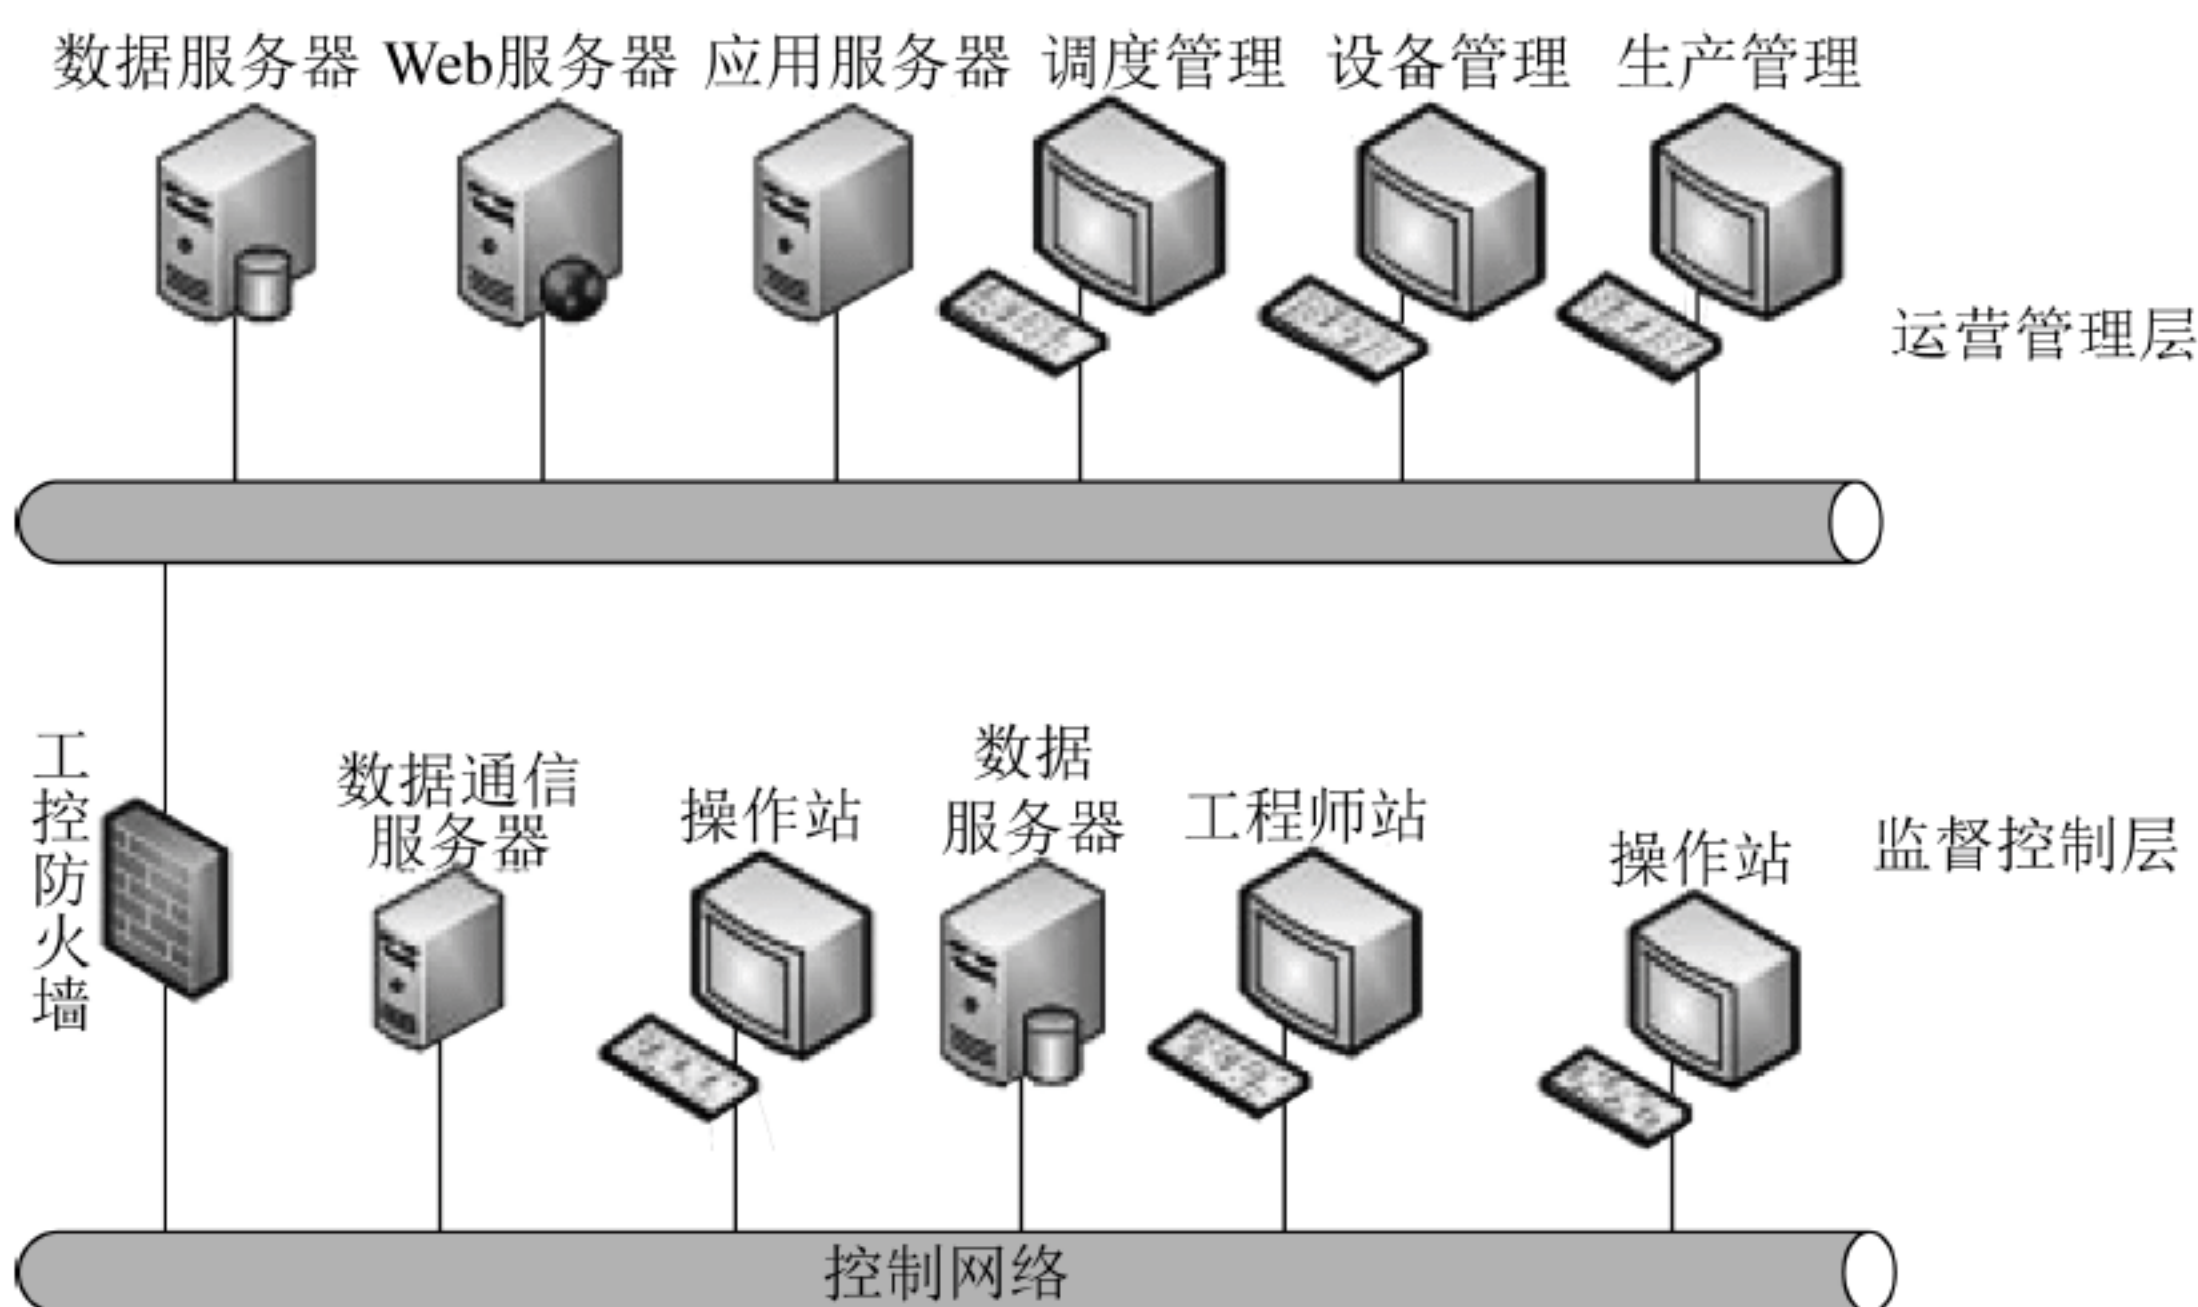 数据服务器
Web服务器
应用服务器
调度管理
设备管理
生产管理
运营管理层
工控防火墙
数据通信
服务器
操作站
数据
服务器
工程师站
操作站
监督控制层
控制网络